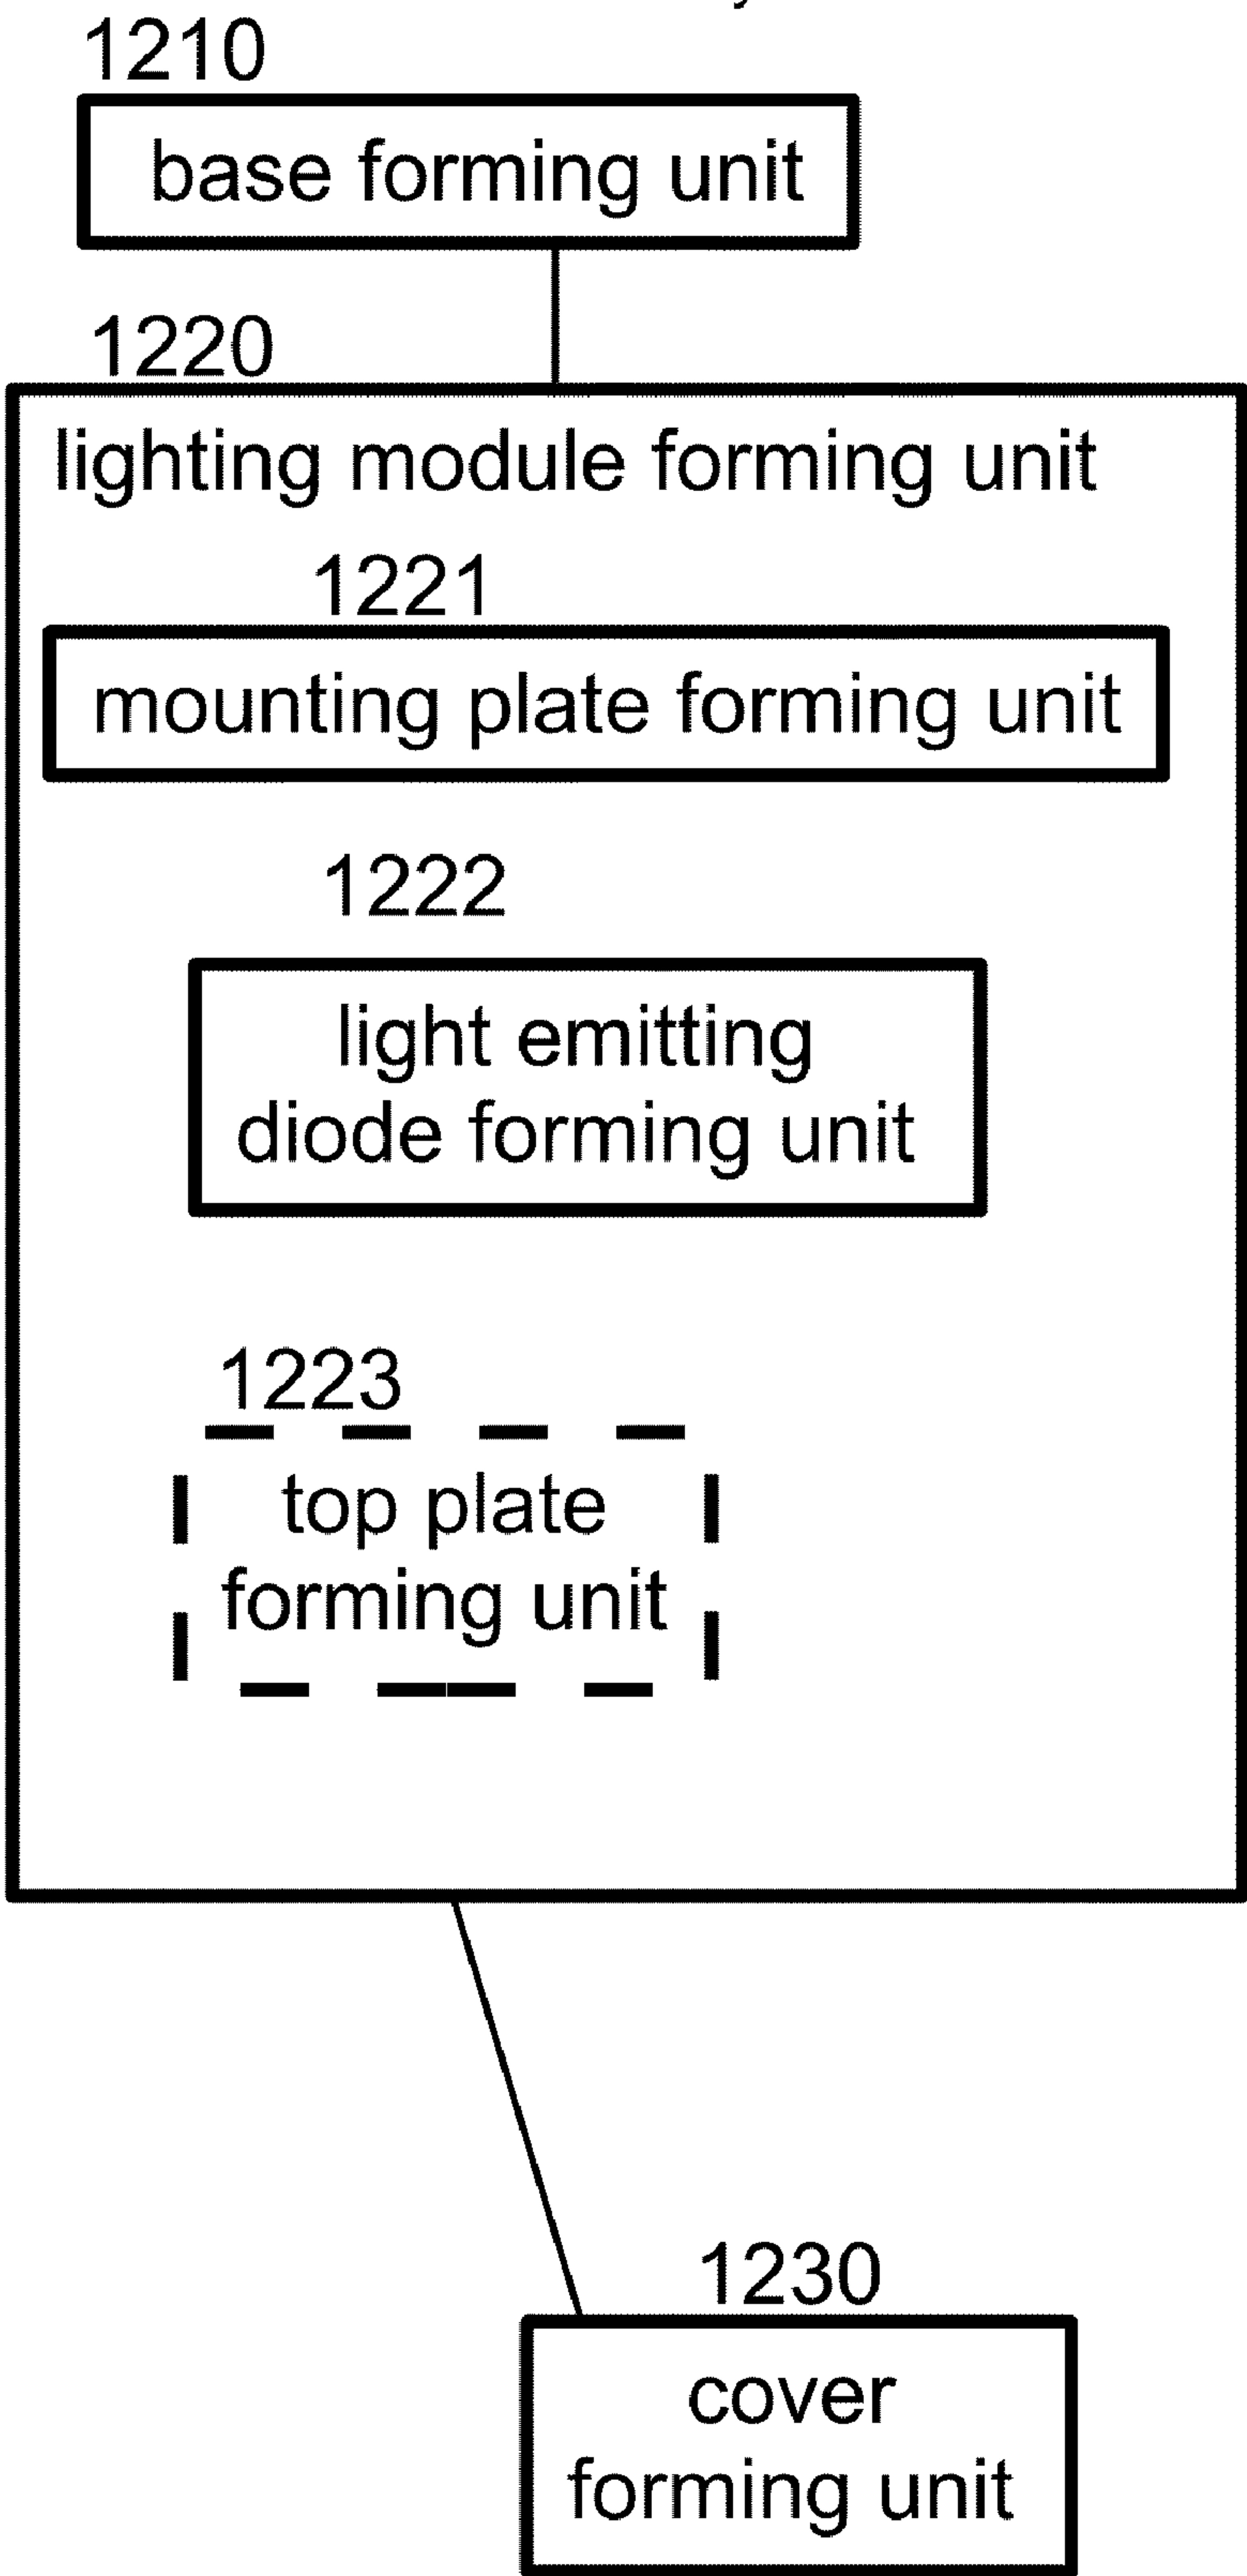 1210
base forming unit
1220
lighting module forming unit
1221
mounting plate forming unit
1222
light emitting
diode forming unit
1223
top plate
forming unit
1230
cover
forming unit